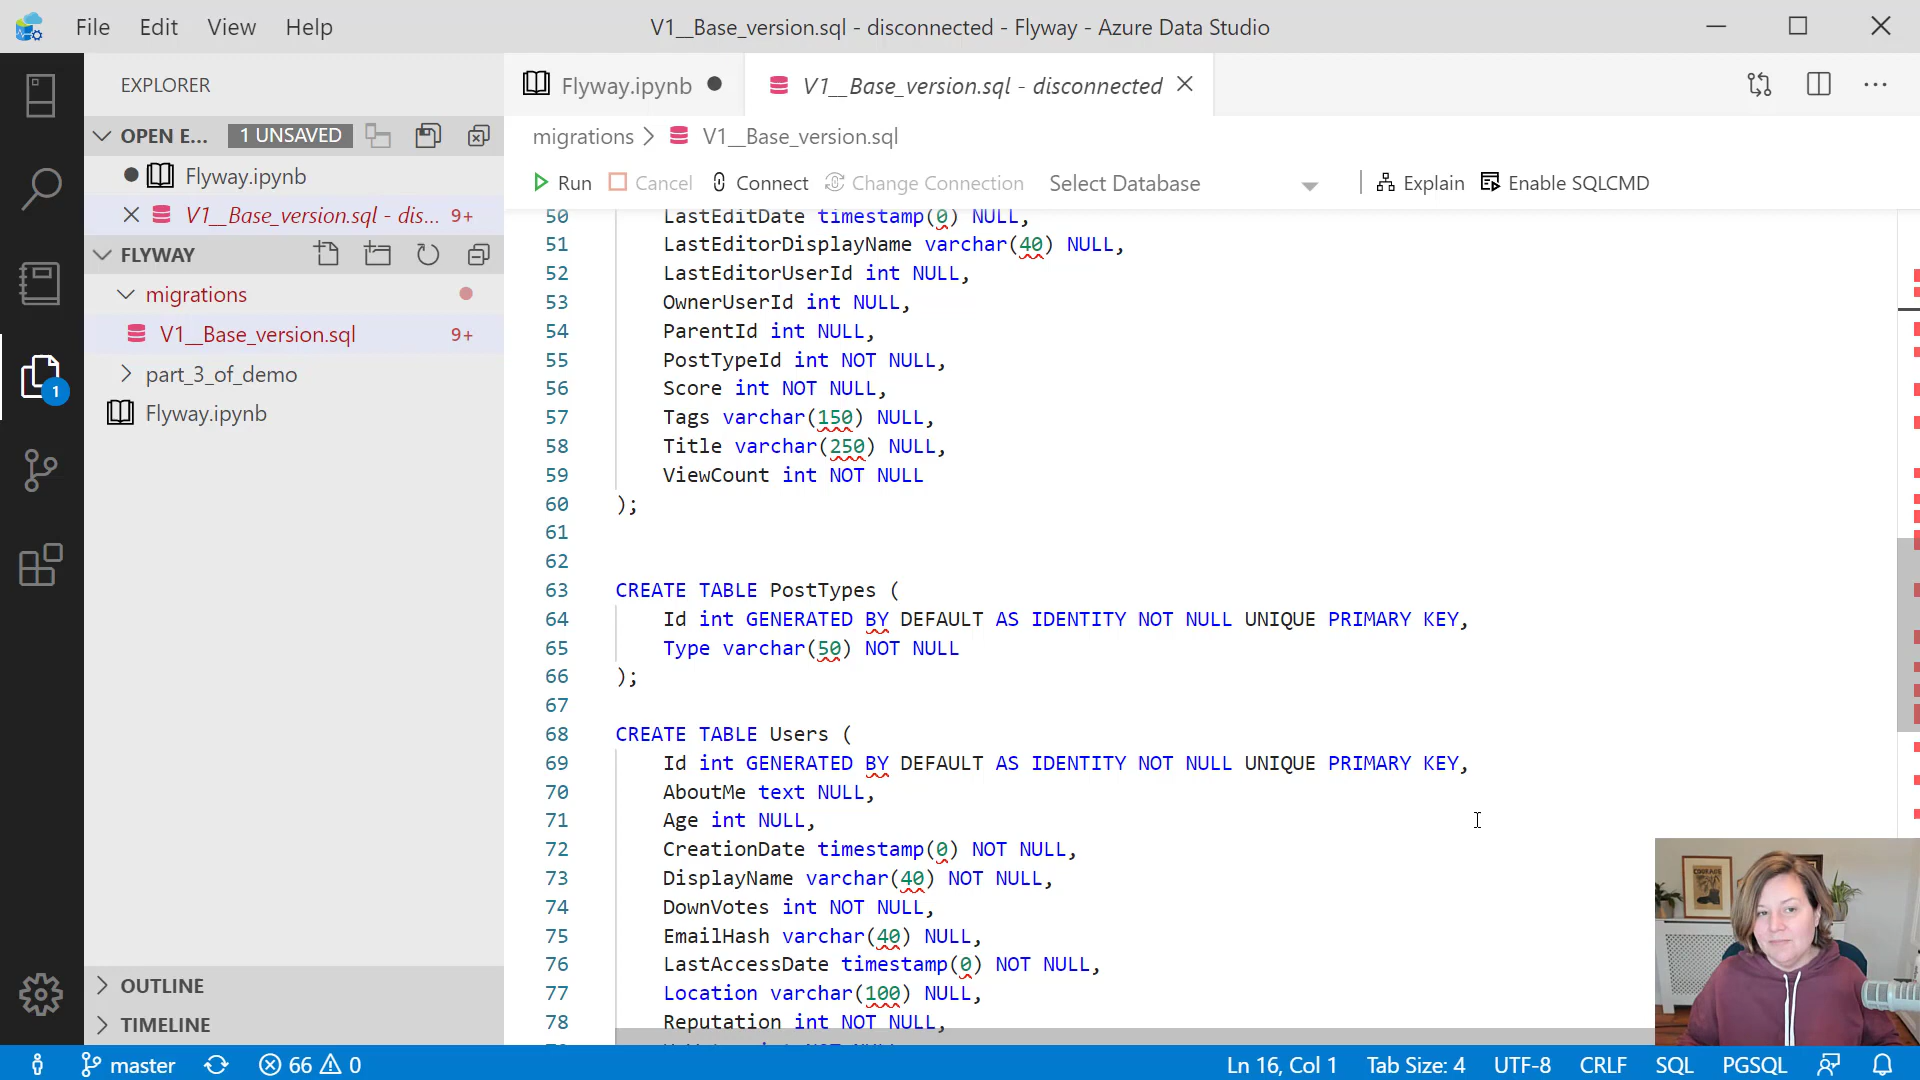 File Edit View Help
V1__Base_version.sql - disconnected - Flyway - Azure Data Studio
EXPLORER
OPEN E... 1 UNSAVED
Flyway.ipynb
V1__Base_version.sql - dis... 9+
FLYWAY
migrations
V1__Base_version.sql 9+
part_3_of_demo
Flyway.ipynb
OUTLINE
TIMELINE
1
Flyway.ipynb
V1__Base_version.sql - disconnected
migrations > V1__Base_version.sql
Run Cancel Connect Change Connection Select Database Explain Enable SQLCMD
50 LastEditDate timestamp(0) NULL,
51 LastEditorDisplayName varchar(40) NULL,
52 LastEditorUserId int NULL,
53 OwnerUserId int NULL,
54 ParentId int NULL,
55 PostTypeId int NOT NULL,
56 Score int NOT NULL,
57 Tags varchar(150) NULL,
58 Title varchar(250) NULL,
59 ViewCount int NOT NULL
60 );
61
62
63 CREATE TABLE PostTypes (
64 Id int GENERATED BY DEFAULT AS IDENTITY NOT NULL UNIQUE PRIMARY KEY,
65 Type varchar(50) NOT NULL
66 );
67
68 CREATE TABLE Users (
69 Id int GENERATED BY DEFAULT AS IDENTITY NOT NULL UNIQUE PRIMARY KEY,
70 AboutMe text NULL,
71 Age int NULL,
72 CreationDate timestamp(0) NOT NULL,
73 DisplayName varchar(40) NOT NULL,
74 DownVotes int NOT NULL,
75 EmailHash varchar(40) NULL,
76 LastAccessDate timestamp(0) NOT NULL,
77 Location varchar(100) NULL,
78 Reputation int NOT NULL,
COURAGE
master 66 0
Ln 16, Col 1 Tab Size: 4 UTF-8 CRLF SQL PGSQL